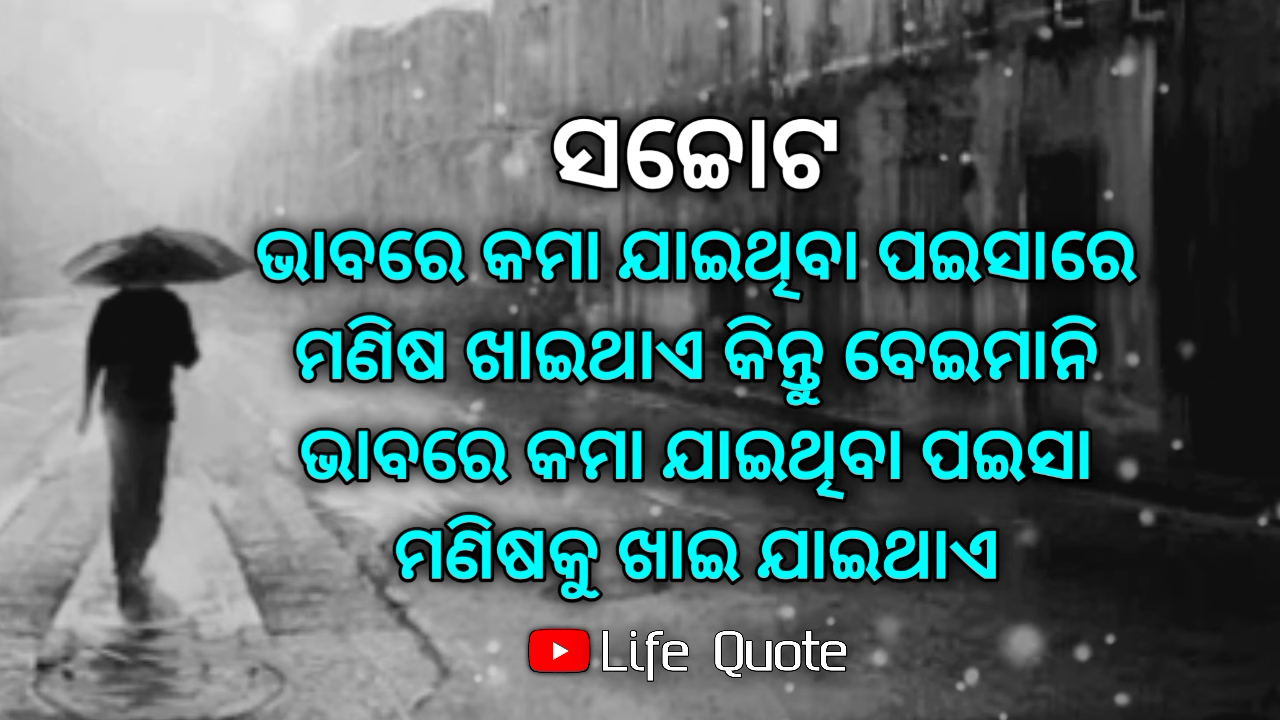 ସଚ୍ଚୋଟ
ଭାବରେ କମା ଯାଇଥିବା ପଇସାରେ
ମଣିଷ ଖାଇଥାଏ କିନ୍ତୁ ବେଇମାନି
ଭାବରେ କମା ଯାଇଥିବା ପଇସା
ମଣିଷକୁ ଖାଇ ଯାଇଥାଏ
Life Quote